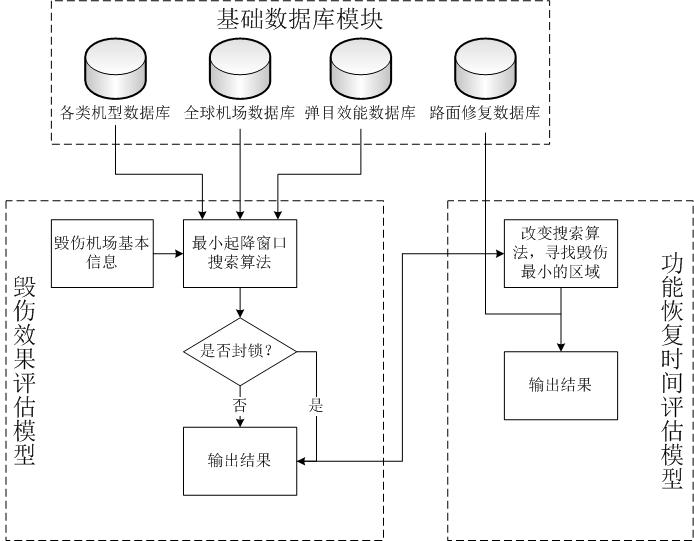 基础数据库模块
各类机型数据库
全球机场数据库
弹目效能数据库
路面修复数据库
毁伤机场基本
信息
最小起降窗口
搜索算法
是否封锁？
否
是
输出结果
毁伤效果评估模型
改变搜索算
法，寻找毁伤
最小的区域
输出结果
功能恢复时间评估模型